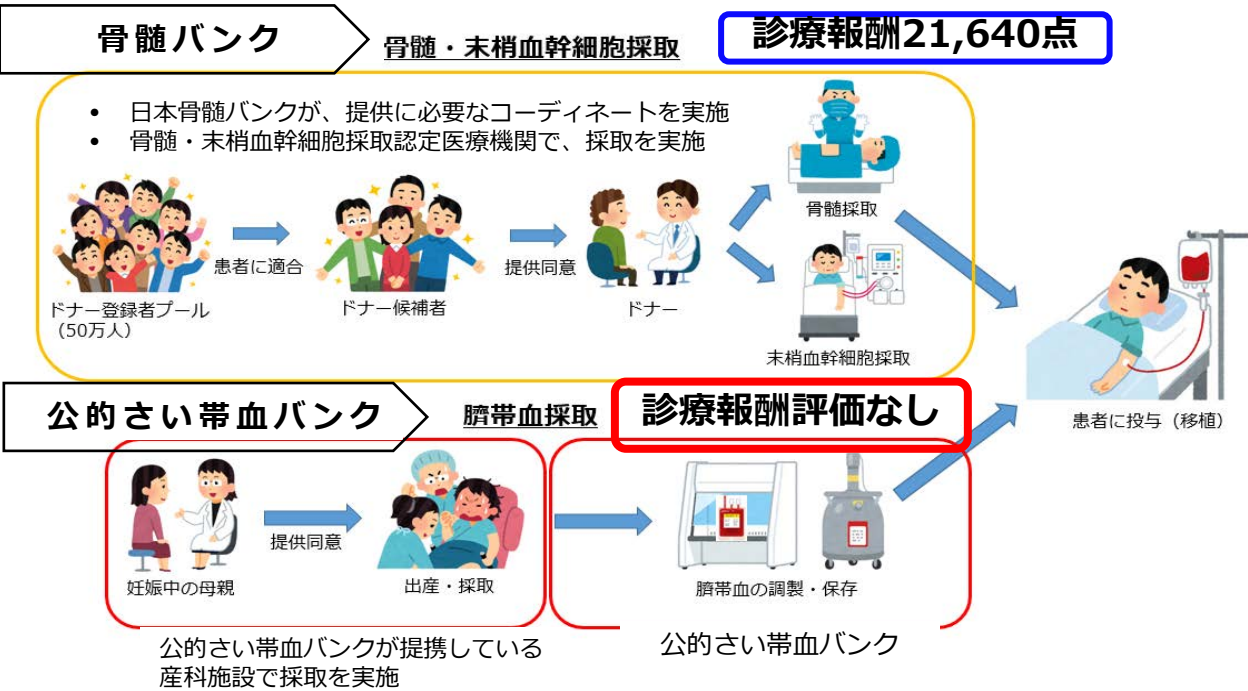 骨髄バンク
骨髄・末梢血幹細胞採取
診療報酬21,640点
• 日本骨髄バンクが、提供に必要なコーディネートを実施
• 骨髄・末梢血幹細胞採取認定医療機関で、採取を実施
ドナー登録者プール
（50万人）
患者に適合
ドナー候補者
提供同意
ドナー
骨髄採取
末梢血幹細胞採取
患者に投与（移植）
公的さい帯血バンク
臍帯血採取
診療報酬評価なし
妊娠中の母親
提供同意
出産・採取
臍帯血の調製・保存
公的さい帯血バンクが提携している
産科施設で採取を実施
公的さい帯血バンク